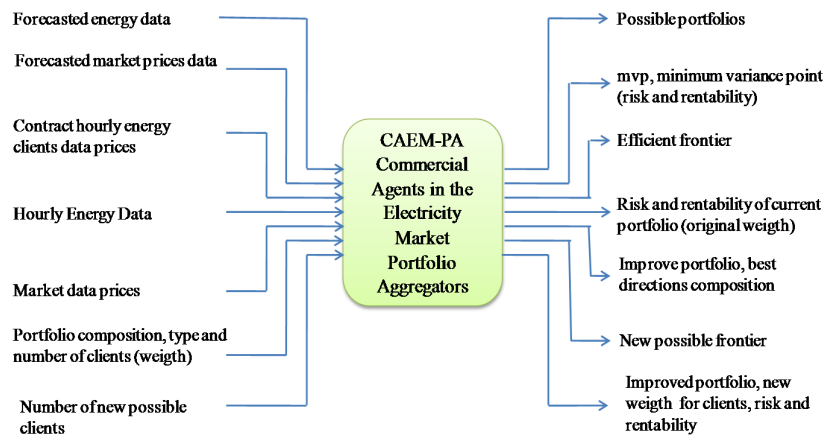 Forecasted energy data
Forecasted market prices data
Contract hourly energy
clients data prices
Hourly Energy Data
Market data prices
Portfolio composition, type and
number of clients (weigth)
Number of new possible
clients
CAEM-PA
Commercial
Agents in the
Electricity
Market
Portfolio
Aggregators
Possible portfolios
mvp, minimum variance point
(risk and rentability)
Efficient frontier
Risk and rentability of current
portfolio (original weigth)
Improve portfolio, best
directions composition
New possible frontier
Improved portfolio, new
weigth for clients, risk and
rentability